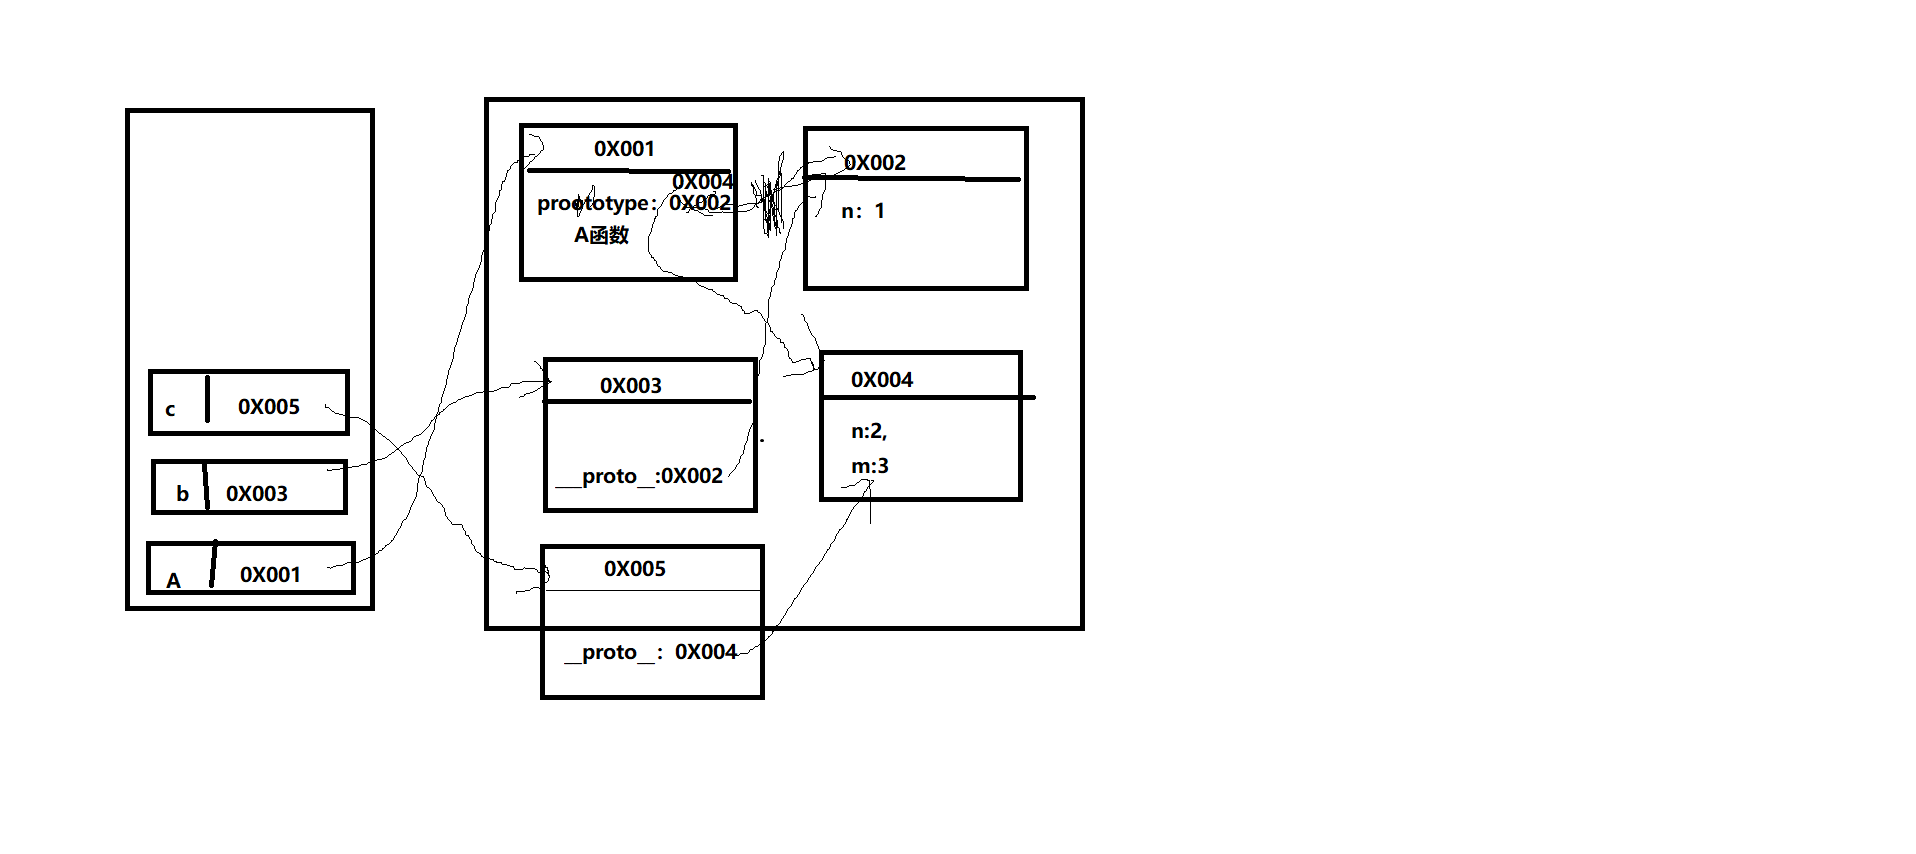 c 0X005
b 0X003
A 0X001
0X001
0X004
proototype：0X002
A函数
0X002
n：1
0X003
__proto__:0X002
0X004
n:2,
m:3
0X005
__proto__：0X004